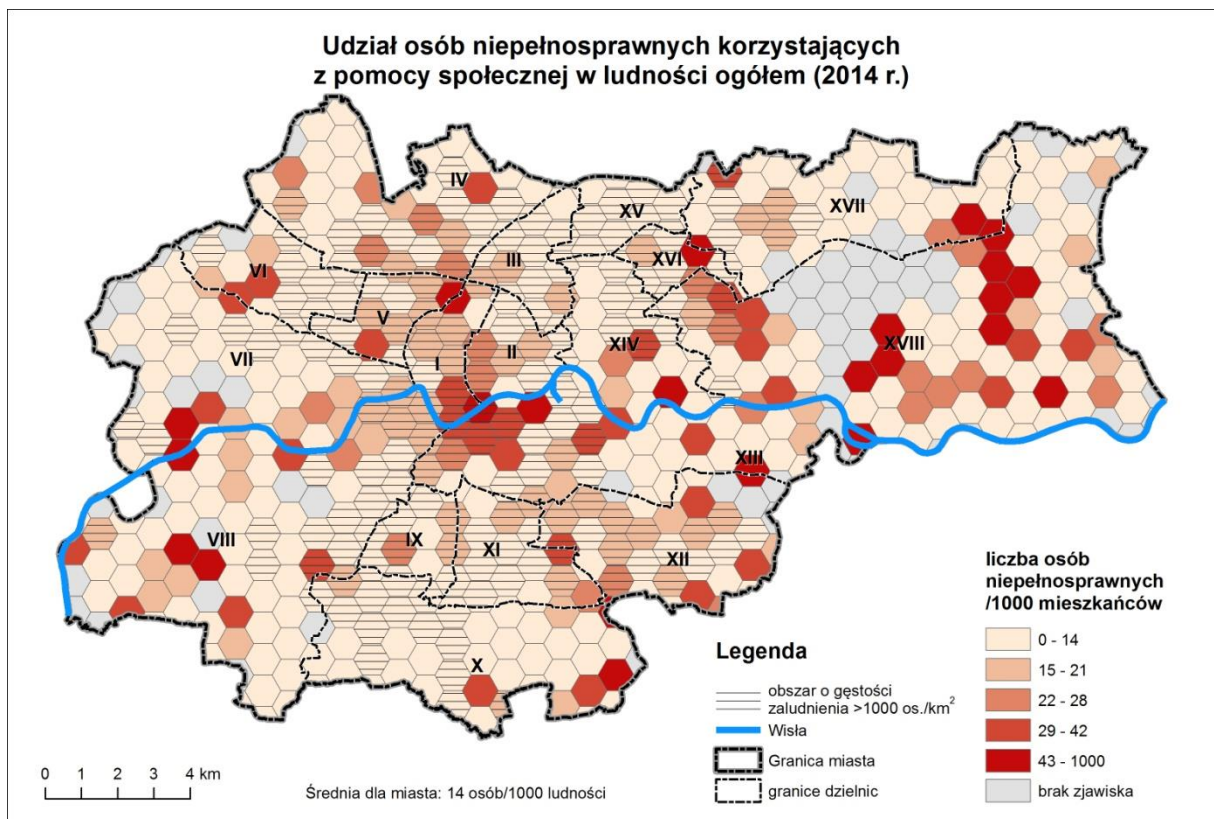 Udział osób niepełnosprawnych korzystających
z pomocy społecznej w ludności ogółem (2014 r.)
IV
XV
XVII
III
XVI
VI
V
VII
I
II
XIV
XVIII
XIII
VIII
IX
XI
XII
X
liczba osób
niepełnosprawnych
/1000 mieszkańców
0 - 14
15 - 21
22 - 28
29 - 42
43 - 1000
brak zjawiska
Legenda
obszar o gęstości
zaludnienia >1000 os./km²
Wisła
Granica miasta
granice dzielnic
0 1 2 3 4 km
Średnia dla miasta: 14 osób/1000 ludności